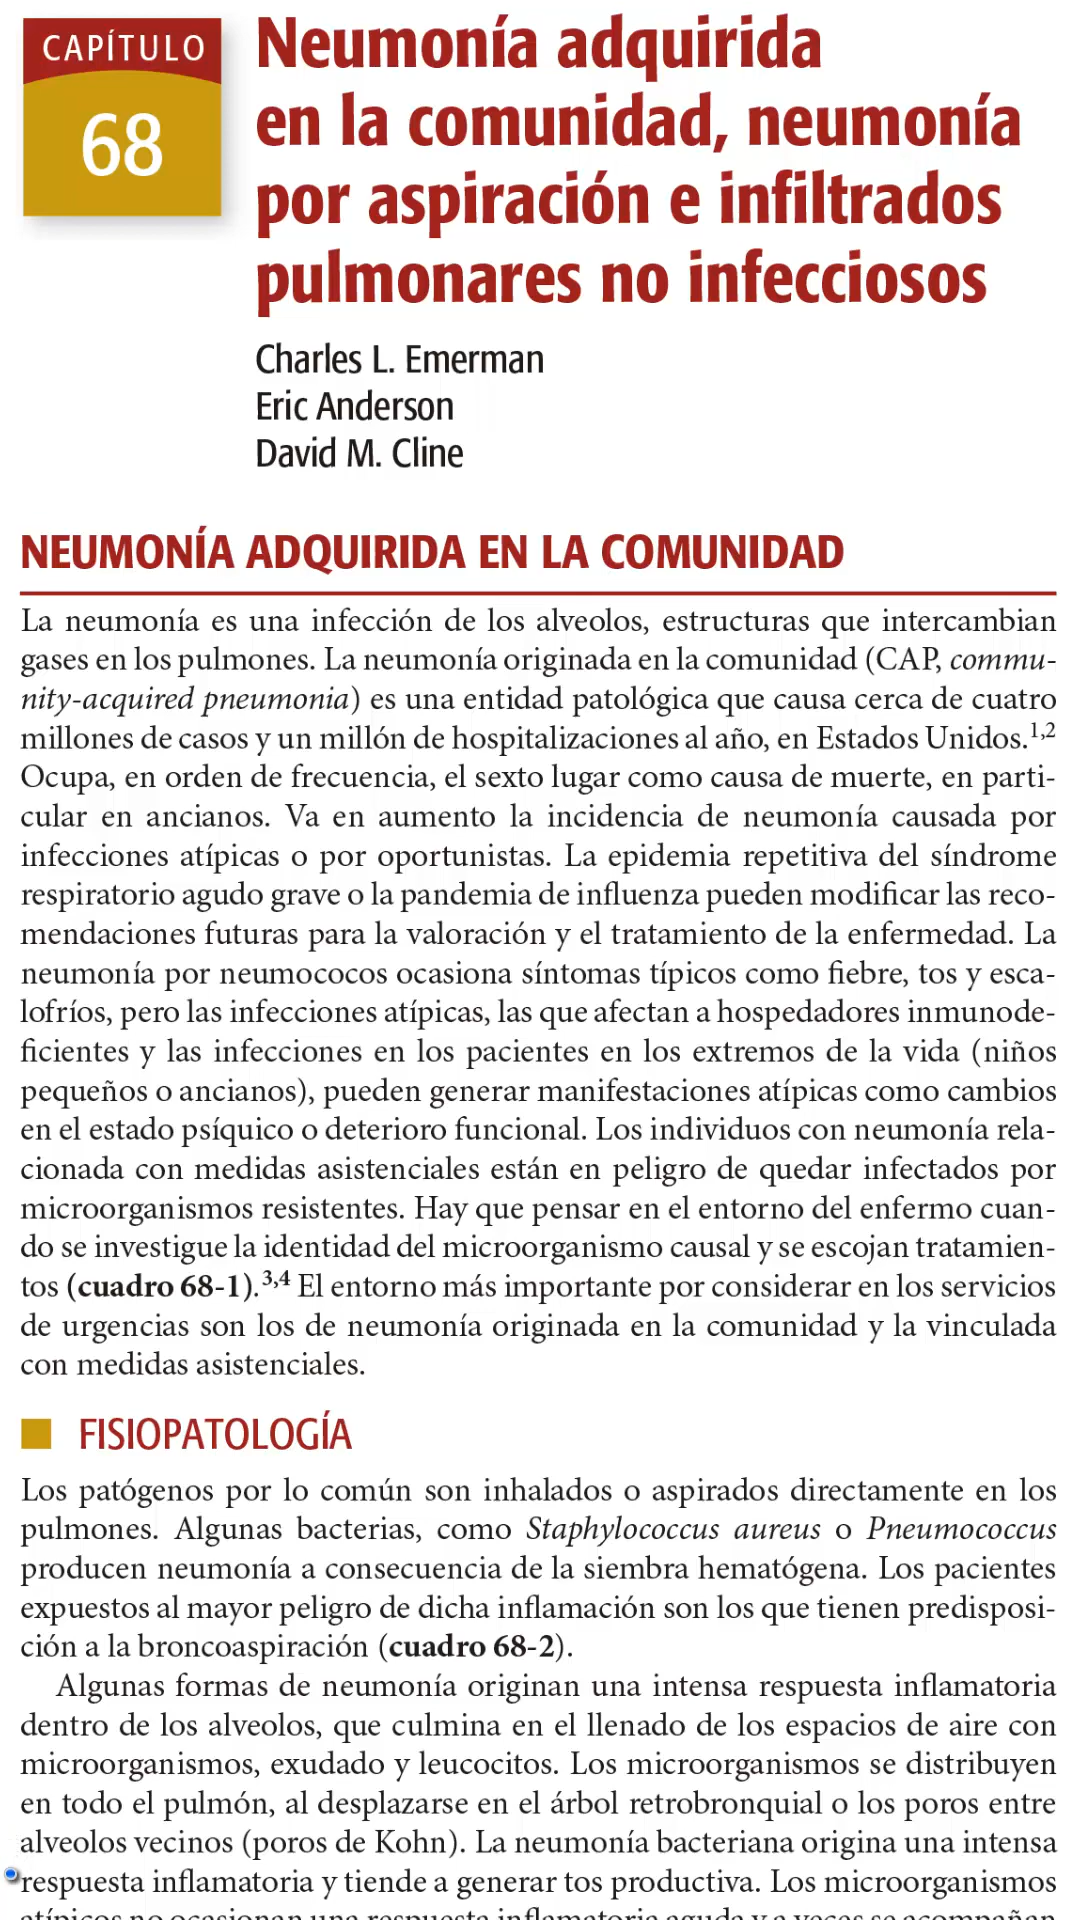 CAPÍTULO
68
Neumonía adquirida
en la comunidad, neumonía
por aspiración e infiltrados
pulmonares no infecciosos
Charles L. Emerman
Eric Anderson
David M. Cline
NEUMONÍA ADQUIRIDA EN LA COMUNIDAD
La neumonía es una infección de los alveolos, estructuras que intercambian
gases en los pulmones. La neumonía originada en la comunidad (CAP, commu-
nity-acquired pneumonia) es una entidad patológica que causa cerca de cuatro
millones de casos y un millón de hospitalizaciones al año, en Estados Unidos.1,2
Ocupa, en orden de frecuencia, el sexto lugar como causa de muerte, en parti-
cular en ancianos. Va en aumento la incidencia de neumonía causada por
infecciones atípicas o por oportunistas. La epidemia repetitiva del síndrome
respiratorio agudo grave o la pandemia de influenza pueden modificar las reco-
mendaciones futuras para la valoración y el tratamiento de la enfermedad. La
neumonía por neumococos ocasiona síntomas típicos como fiebre, tos y esca-
lofríos, pero las infecciones atípicas, las que afectan a hospedadores inmunode-
ficientes y las infecciones en los pacientes en los extremos de la vida (niños
pequeños o ancianos), pueden generar manifestaciones atípicas como cambios
en el estado psíquico o deterioro funcional. Los individuos con neumonía rela-
cionada con medidas asistenciales están en peligro de quedar infectados por
microorganismos resistentes. Hay que pensar en el entorno del enfermo cuan-
do se investigue la identidad del microorganismo causal y se escojan tratamien-
tos (cuadro 68-1).3,4 El entorno más importante por considerar en los servicios
de urgencias son los de neumonía originada en la comunidad y la vinculada
con medidas asistenciales.
FISIOPATOLOGÍA
Los patógenos por lo común son inhalados o aspirados directamente en los
pulmones. Algunas bacterias, como Staphylococcus aureus o Pneumococcus
producen neumonía a consecuencia de la siembra hematógena. Los pacientes
expuestos al mayor peligro de dicha inflamación son los que tienen predisposi-
ción a la broncoaspiración (cuadro 68-2).
Algunas formas de neumonía originan una intensa respuesta inflamatoria
dentro de los alveolos, que culmina en el llenado de los espacios de aire con
microorganismos, exudado y leucocitos. Los microorganismos se distribuyen
en todo el pulmón, al desplazarse en el árbol retrobronquial o los poros entre
alveolos vecinos (poros de Kohn). La neumonía bacteriana origina una intensa
respuesta inflamatoria y tiende a generar tos productiva. Los microorganismos
atípicos no ocasionan una respuesta inflamatoria aguda y a veces se acompañan